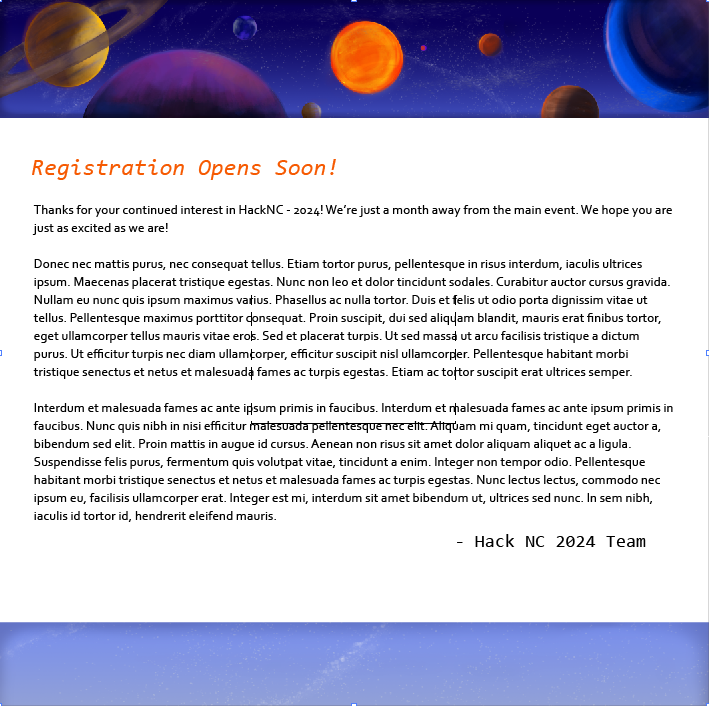 Registration Opens Soon!
Thanks for your continued interest in HackNC - 2024! We're just a month away from the main event. We hope you are
just as excited as we are!
Donec nec mattis purus, nec consequat tellus. Etiam tortor purus, pellentesque in risus interdum, iaculis ultrices
ipsum. Maecenas placerat tristique egestas. Nunc non leo et dolor tincidunt sodales. Curabitur auctor cursus gravida.
Nullam eu nunc quis ipsum maximus varius. Phasellus ac nulla tortor. Duis et felis ut odio porta dignissim vitae ut
tellus. Pellentesque maximus porttitor consequat. Proin suscipit, dui sed aliquam blandit, mauris erat finibus tortor,
eget ullamcorper tellus mauris vitae eros. Sed et placerat turpis. Ut sed massa ut arcu facilisis tristique a dictum
purus. Ut efficitur turpis nec diam ullamcorper, efficitur suscipit nisl ullamcorper. Pellentesque habitant morbi
tristique senectus et netus et malesuada fames ac turpis egestas. Etiam ac tortor suscipit erat ultrices semper.
Interdum et malesuada fames ac ante ipsum primis in faucibus. Interdum et malesuada fames ac ante ipsum primis in
faucibus. Nunc quis nibh in nisi efficitur malesuada pellentesque nec elit. Aliquam mi quam, tincidunt eget auctor a,
bibendum sed elit. Proin mattis in augue id cursus. Aenean non risus sit amet dolor aliquam aliquet ac a ligula.
Suspendisse felis purus, fermentum quis volutpat vitae, tincidunt a enim. Integer non tempor odio. Pellentesque
habitant morbi tristique senectus et netus et malesuada fames ac turpis egestas. Nunc lectus lectus, commodo nec
ipsum eu, facilisis ullamcorper erat. Integer est mi, interdum sit amet bibendum ut, ultrices sed nunc. In sem nibh,
iaculis id tortor id, hendrerit eleifend mauris.
- Hack NC 2024 Team